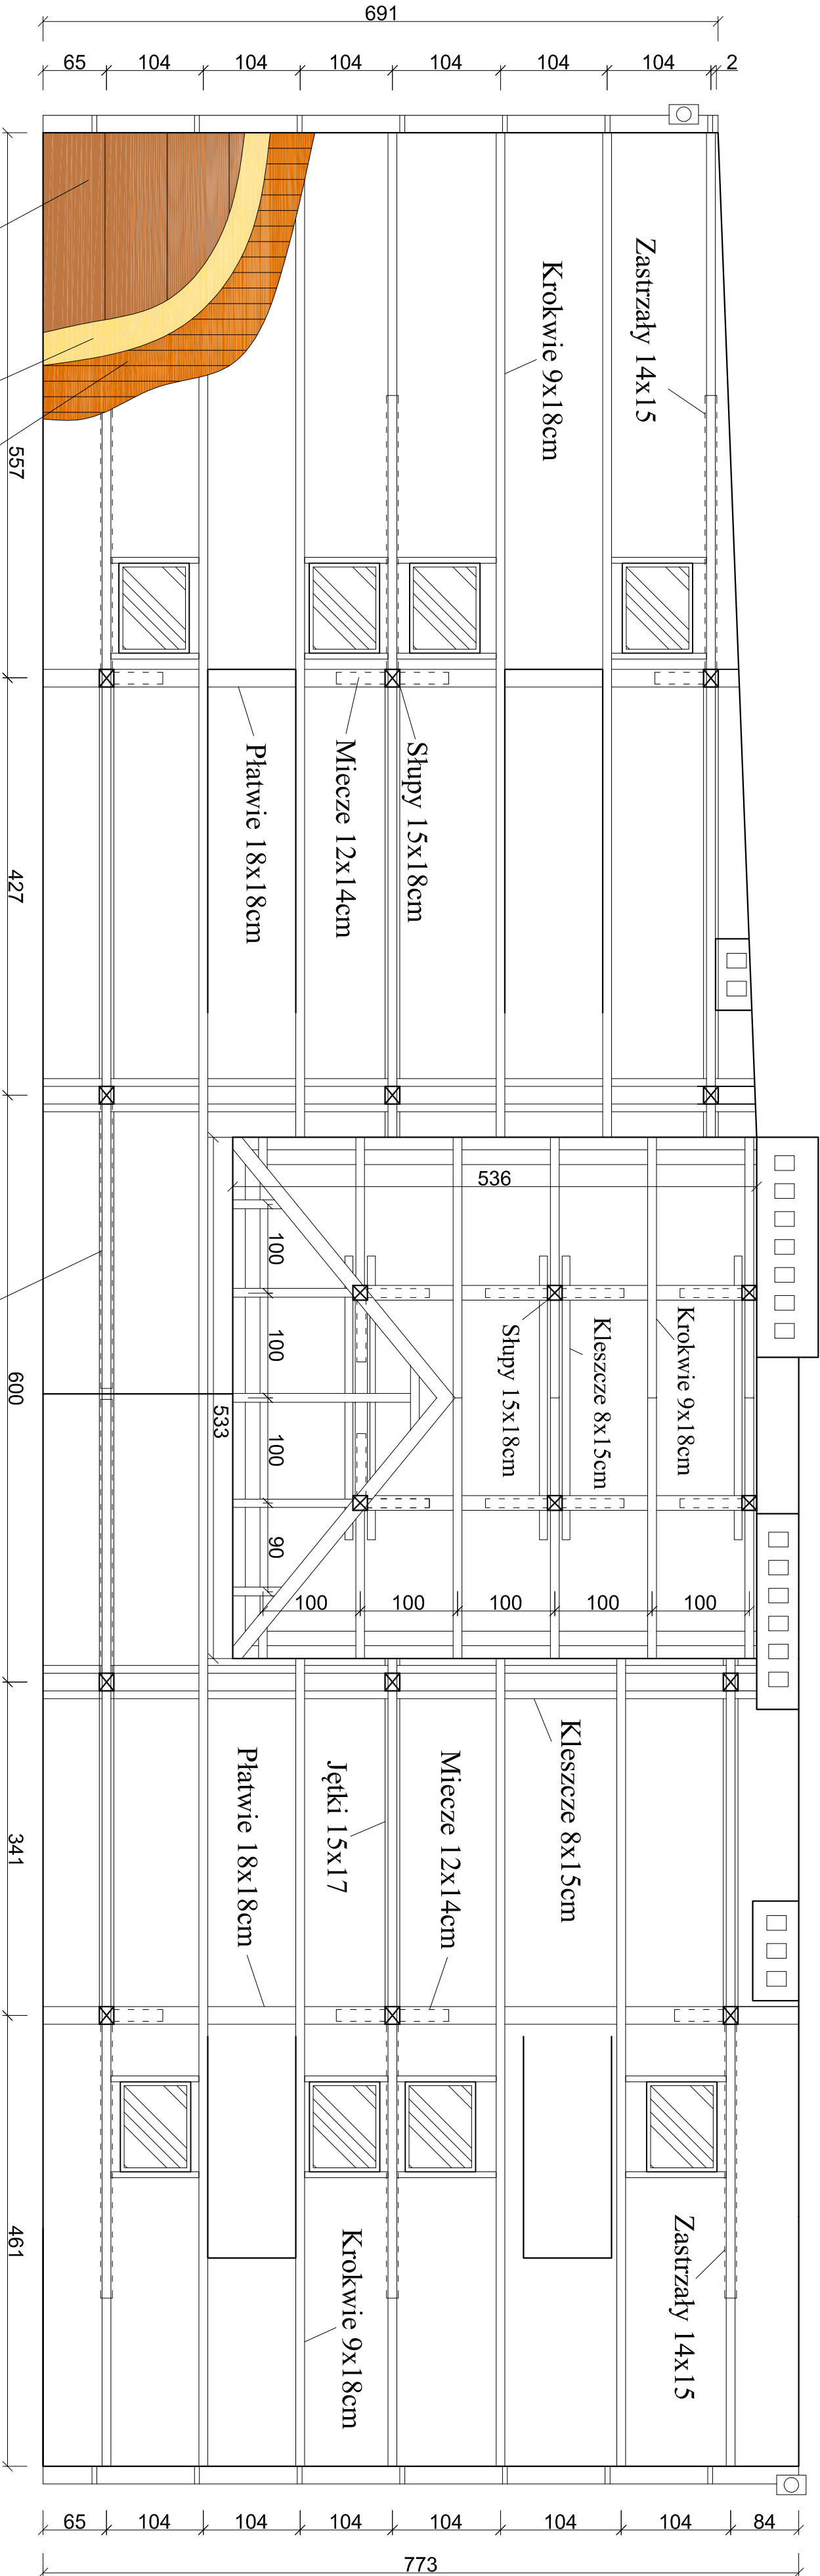 691
65 104 104 104 104 104 104 2
Zastrzały 14x15
Krokwie 9x18cm
557
Słupy 15x18cm
Miecze 12x14cm
Płatwie 18x18cm
427
536
100
100
100
90
533
Krokwie 9x18cm
Kleszcze 8x15cm
Słupy 15x18cm
600
100 100 100 100 100
Kleszcze 8x15cm
Miecze 12x14cm
Jętki 15x17
Płatwie 18x18cm
341
461
Zastrzały 14x15
Krokwie 9x18cm
65 104 104 104 104 104 104 84
773